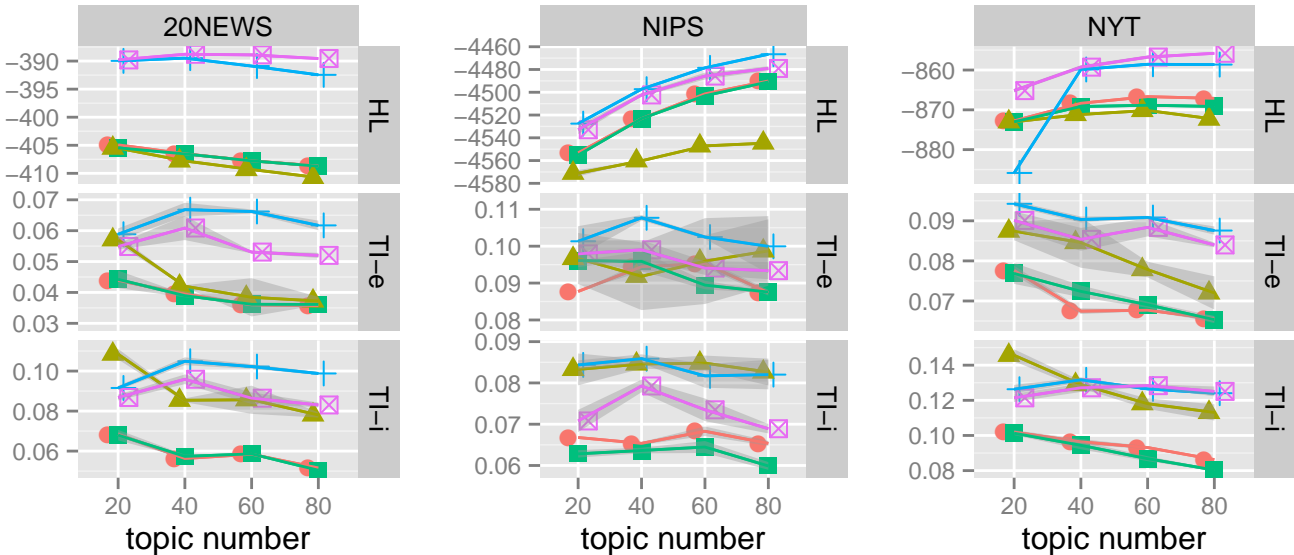 20NEWS
−390
−395
−400
−405
−410
HL
0.07
0.06
0.05
0.04
0.03
TI−e
0.10
0.08
0.06
TI−i
20 40 60 80
topic number
NIPS
−4460
−4480
−4500
−4520
−4540
−4560
−4580
HL
0.11
0.10
0.09
0.08
TI−e
0.09
0.08
0.07
0.06
TI−i
20 40 60 80
topic number
NYT
−860
−870
−880
HL
0.09
0.08
0.07
TI−e
0.14
0.12
0.10
0.08
TI−i
20 40 60 80
topic number